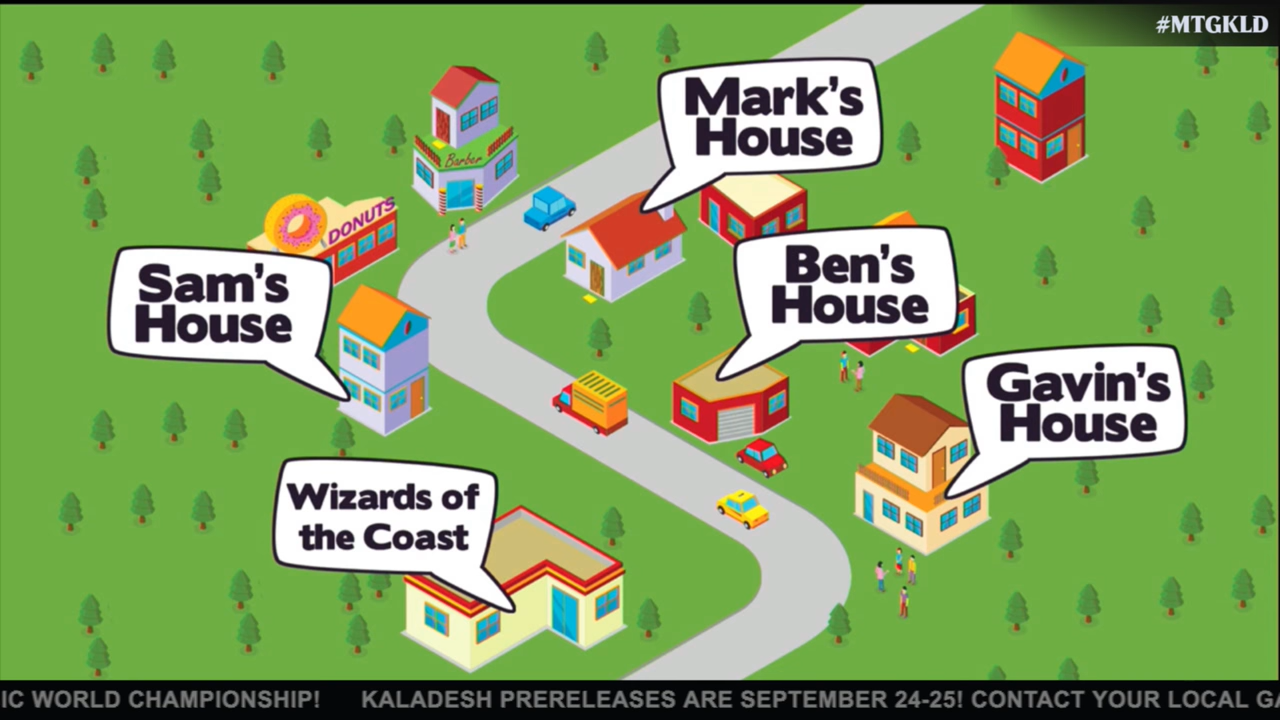 #MTGKLD
Mark's
House
Barber
DONUTS
Ben's
House
Sam's
House
Gavin's
House
Wizards of
the Coast
IC WORLD CHAMPIONSHIP! KALADESH PRERELEASES ARE SEPTEMBER 24-25! CONTACT YOUR LOCAL GA